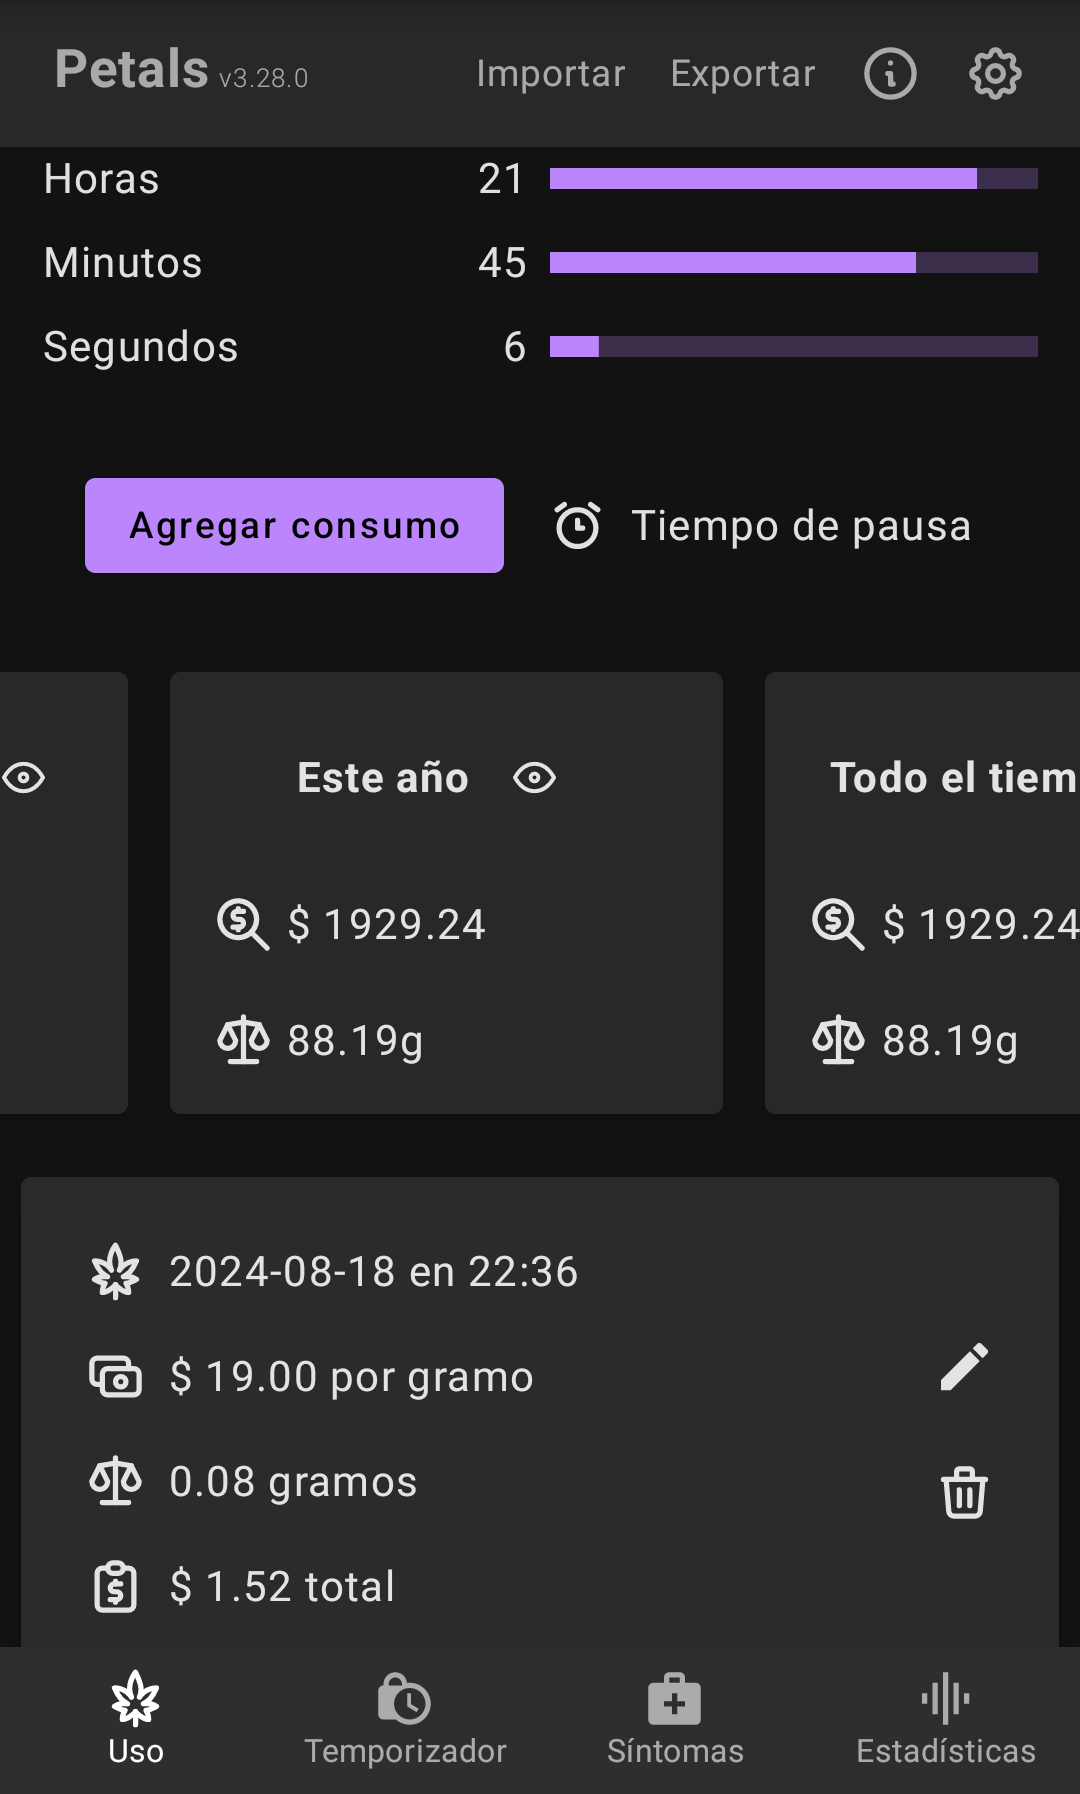 Petals v3.28.0 Importar Exportar
Horas 21
Minutos 45
Segundos 6
Agregar consumo Tiempo de pausa
Este año Todo el tiem
$ 1929.24 $ 1929.24
88.19g 88.19g
2024-08-18 en 22:36
$ 19.00 por gramo
0.08 gramos
$ 1.52 total
Uso Temporizador Síntomas Estadísticas